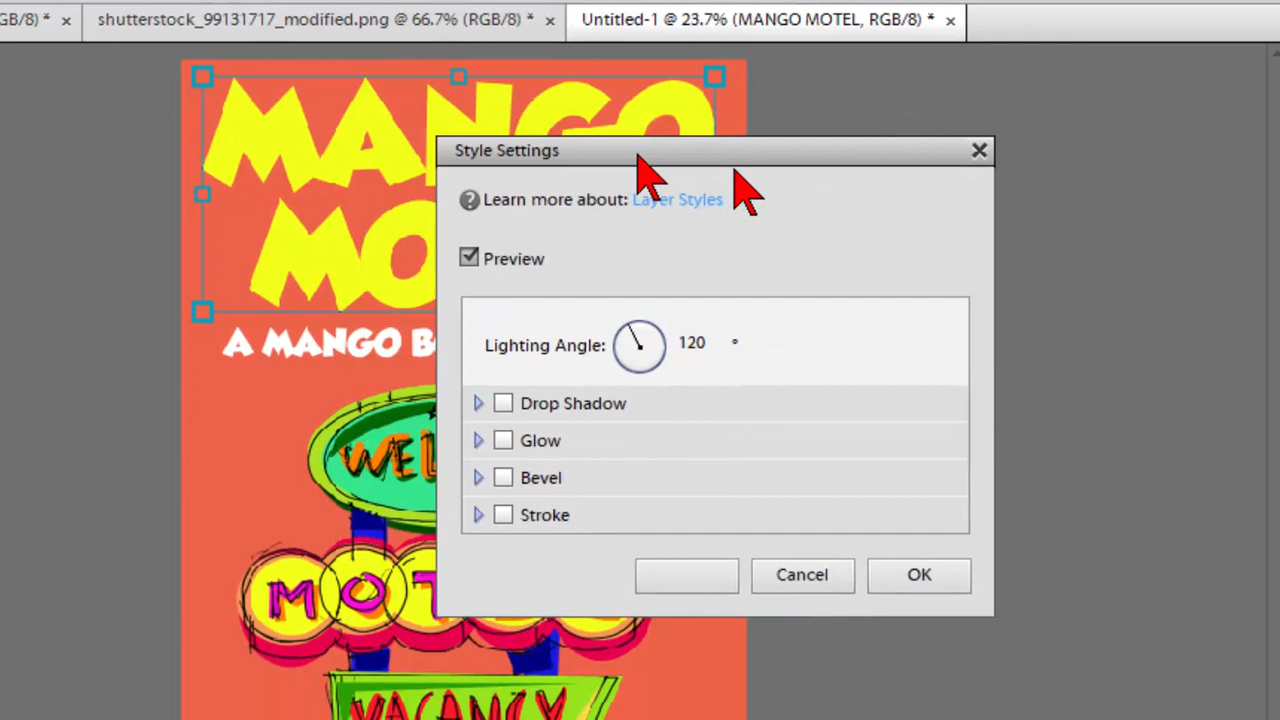 GB/8) * ×
shutterstock_99131717_modified.png @ 66.7% (RGB/8) * ×
Untitled-1 @ 23.7% (MANGO MOTEL, RGB/8) * ×
MANGO
MO
A MANGO B
WEL
MOT
VACANCY
Style Settings
Learn more about: Layer Styles
Preview
Lighting Angle: 120 °
Drop Shadow
Glow
Bevel
Stroke
Cancel OK